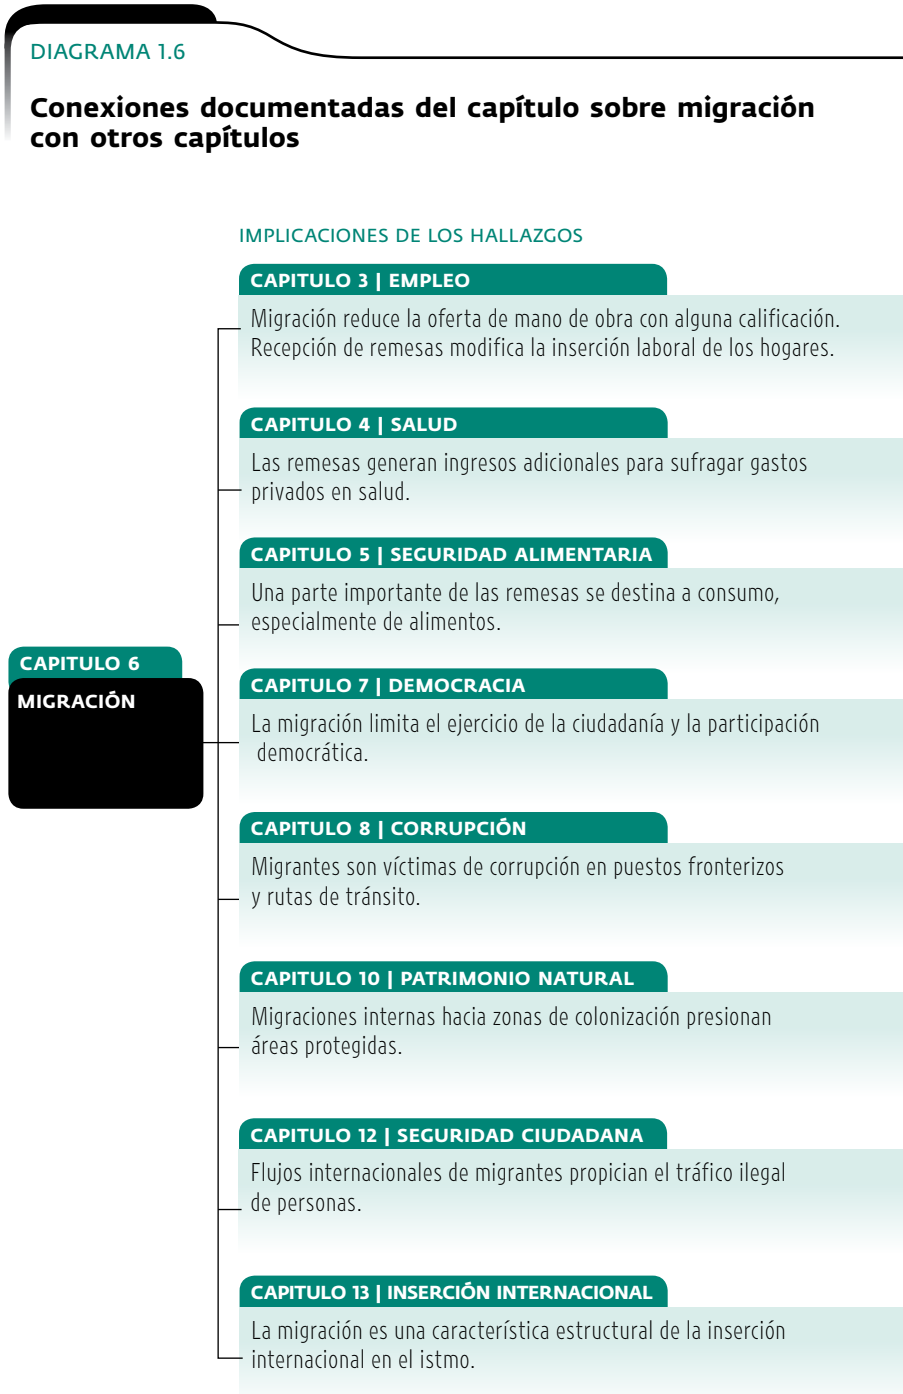 DIAGRAMA 1.6
Conexiones documentadas del capítulo sobre migración
con otros capítulos
IMPLICACIONES DE LOS HALLAZGOS
CAPITULO 3 | EMPLEO
Migración reduce la oferta de mano de obra con alguna calificación.
Recepción de remesas modifica la inserción laboral de los hogares.
CAPITULO 4 | SALUD
Las remesas generan ingresos adicionales para sufragar gastos
privados en salud.
CAPITULO 5 | SEGURIDAD ALIMENTARIA
Una parte importante de las remesas se destina a consumo,
especialmente de alimentos.
CAPITULO 6
MIGRACIÓN
CAPITULO 7 | DEMOCRACIA
La migración limita el ejercicio de la ciudadanía y la participación
democrática.
CAPITULO 8 | CORRUPCIÓN
Migrantes son víctimas de corrupción en puestos fronterizos
y rutas de tránsito.
CAPITULO 10 | PATRIMONIO NATURAL
Migraciones internas hacia zonas de colonización presionan
áreas protegidas.
CAPITULO 12 | SEGURIDAD CIUDADANA
Flujos internacionales de migrantes propician el tráfico ilegal
de personas.
CAPITULO 13 | INSERCIÓN INTERNACIONAL
La migración es una característica estructural de la inserción
internacional en el istmo.